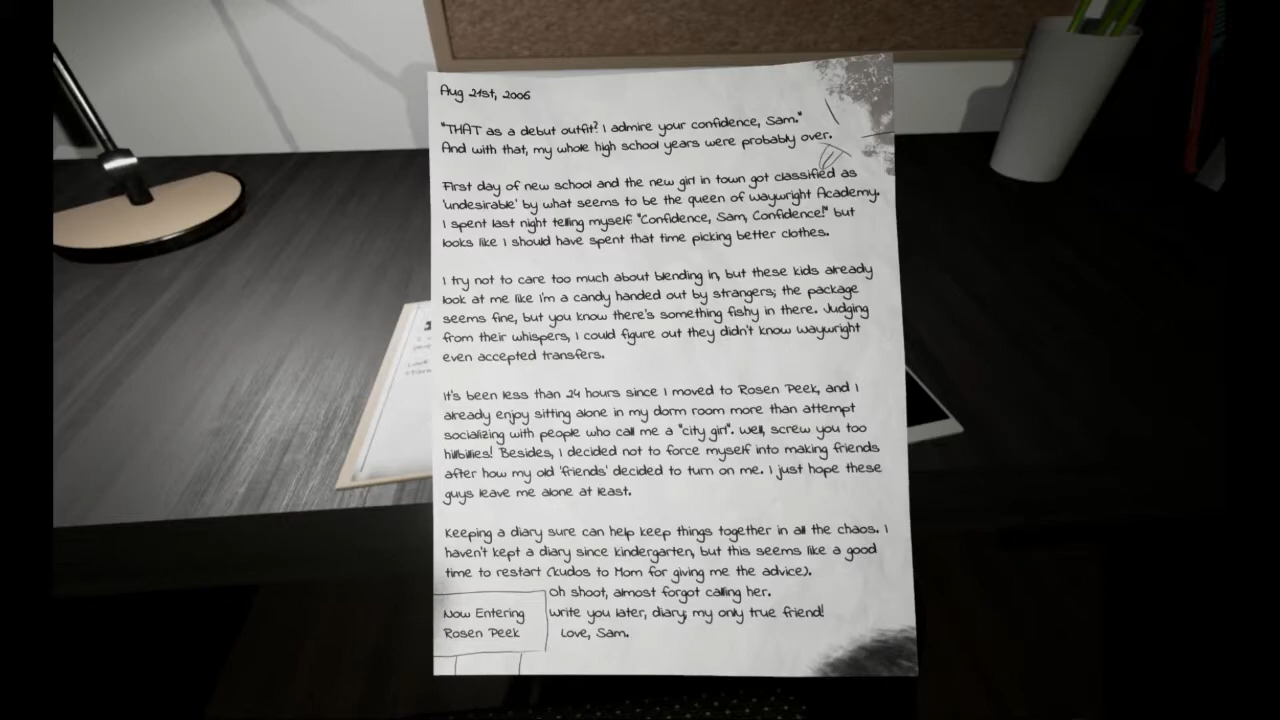 Aug 21st, 2006
"THAT as a debut outfit? I admire your confidence, Sam."
And with that, my whole high school years were probably over.
First day of new school and the new girl in town got classified as
'undesirable' by what seems to be the queen of Waywright Academy.
I spent last night telling myself "Confidence, Sam, Confidence!" but
looks like I should have spent that time picking better clothes.
I try not to care too much about blending in, but these kids already
look at me like i'm a candy handed out by strangers; the package
seems fine, but you know there's something fishy in there. Judging
from their whispers, I could figure out they didn't know Waywright
even accepted transfers.
It's been less than 24 hours since I moved to Rosen Peek, and I
already enjoy sitting alone in my dorm room more than attempt
socializing with people who call me a "city girl". Well, screw you too
hillbillies! Besides, I decided not to force myself into making friends
after how my old 'friends' decided to turn on me. I just hope these
guys leave me alone at least.
Keeping a diary sure can help keep things together in all the chaos. I
haven't kept a diary since kindergarten, but this seems like a good
time to restart (kudos to Mom for giving me the advice).
Oh shoot, almost forgot calling her.
Write you later, diary; my only true friend!
Love, Sam.
Now Entering
Rosen Peek